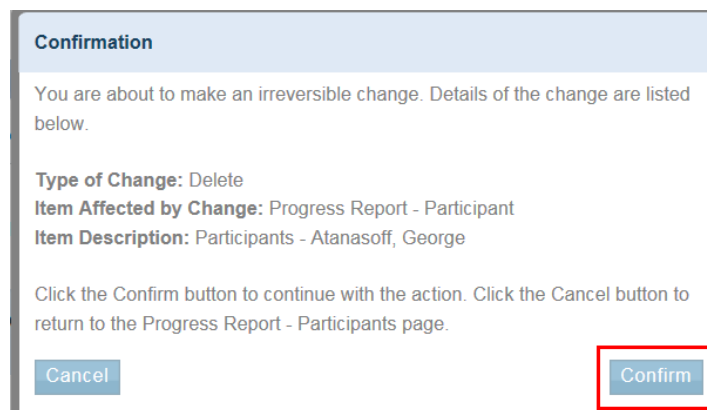 Confirmation
You are about to make an irreversible change. Details of the change are listed
below.
Type of Change: Delete
Item Affected by Change: Progress Report - Participant
Item Description: Participants - Atanasoff, George
Click the Confirm button to continue with the action. Click the Cancel button to
return to the Progress Report - Participants page.
Cancel Confirm